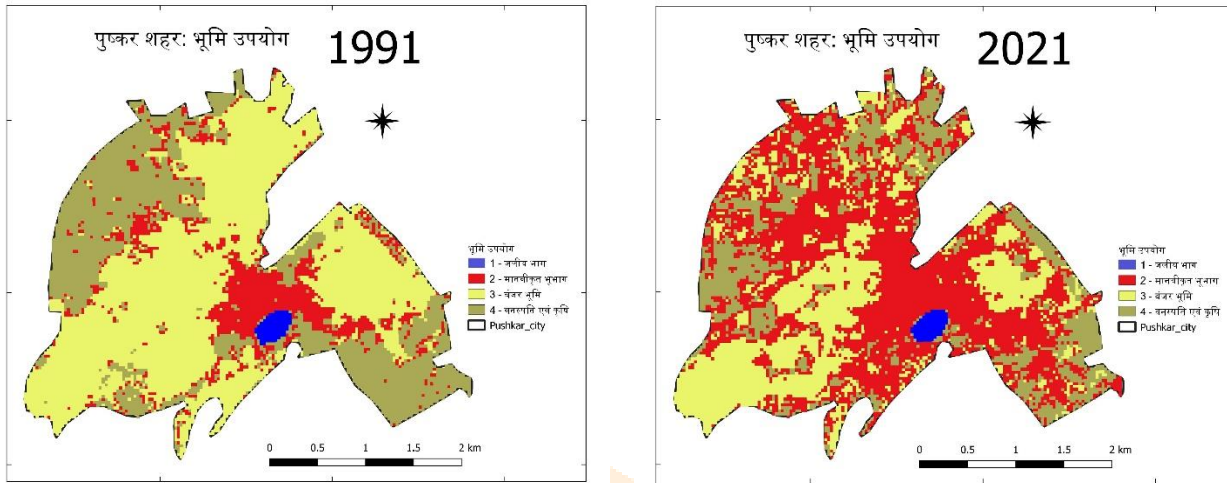 पुष्कर शहर: भूमि उपयोग 1991
भूमि उपयोग
1 - जलीय भाग
2 - मानवीकृत भूभाग
3 - बंजर भूमि
4 - वनस्पति एवं कृषि
Pushkar_city
0 0.5 1 1.5 2 km
पुष्कर शहर: भूमि उपयोग 2021
भूमि उपयोग
1 - जलीय भाग
2 - मानवीकृत भूभाग
3 - बंजर भूमि
4 - वनस्पति एवं कृषि
Pushkar_city
0 0.5 1 1.5 2 km